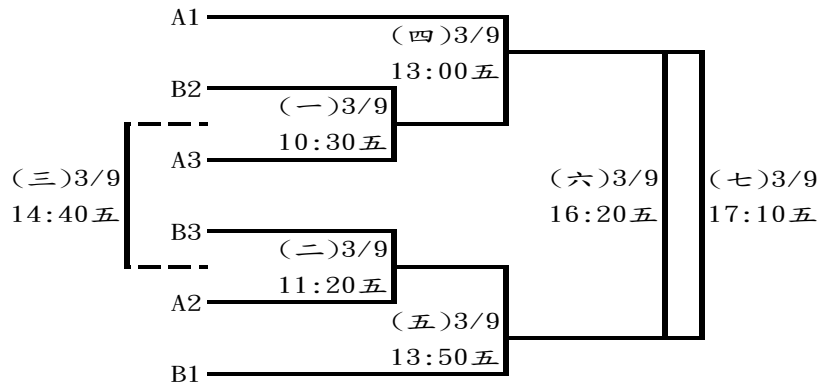 A1
(四)3/9
13:00五
B2
(一)3/9
10:30五
A3
(三)3/9
14:40五
(六)3/9
16:20五
(七)3/9
17:10五
B3
(二)3/9
11:20五
A2
(五)3/9
13:50五
B1